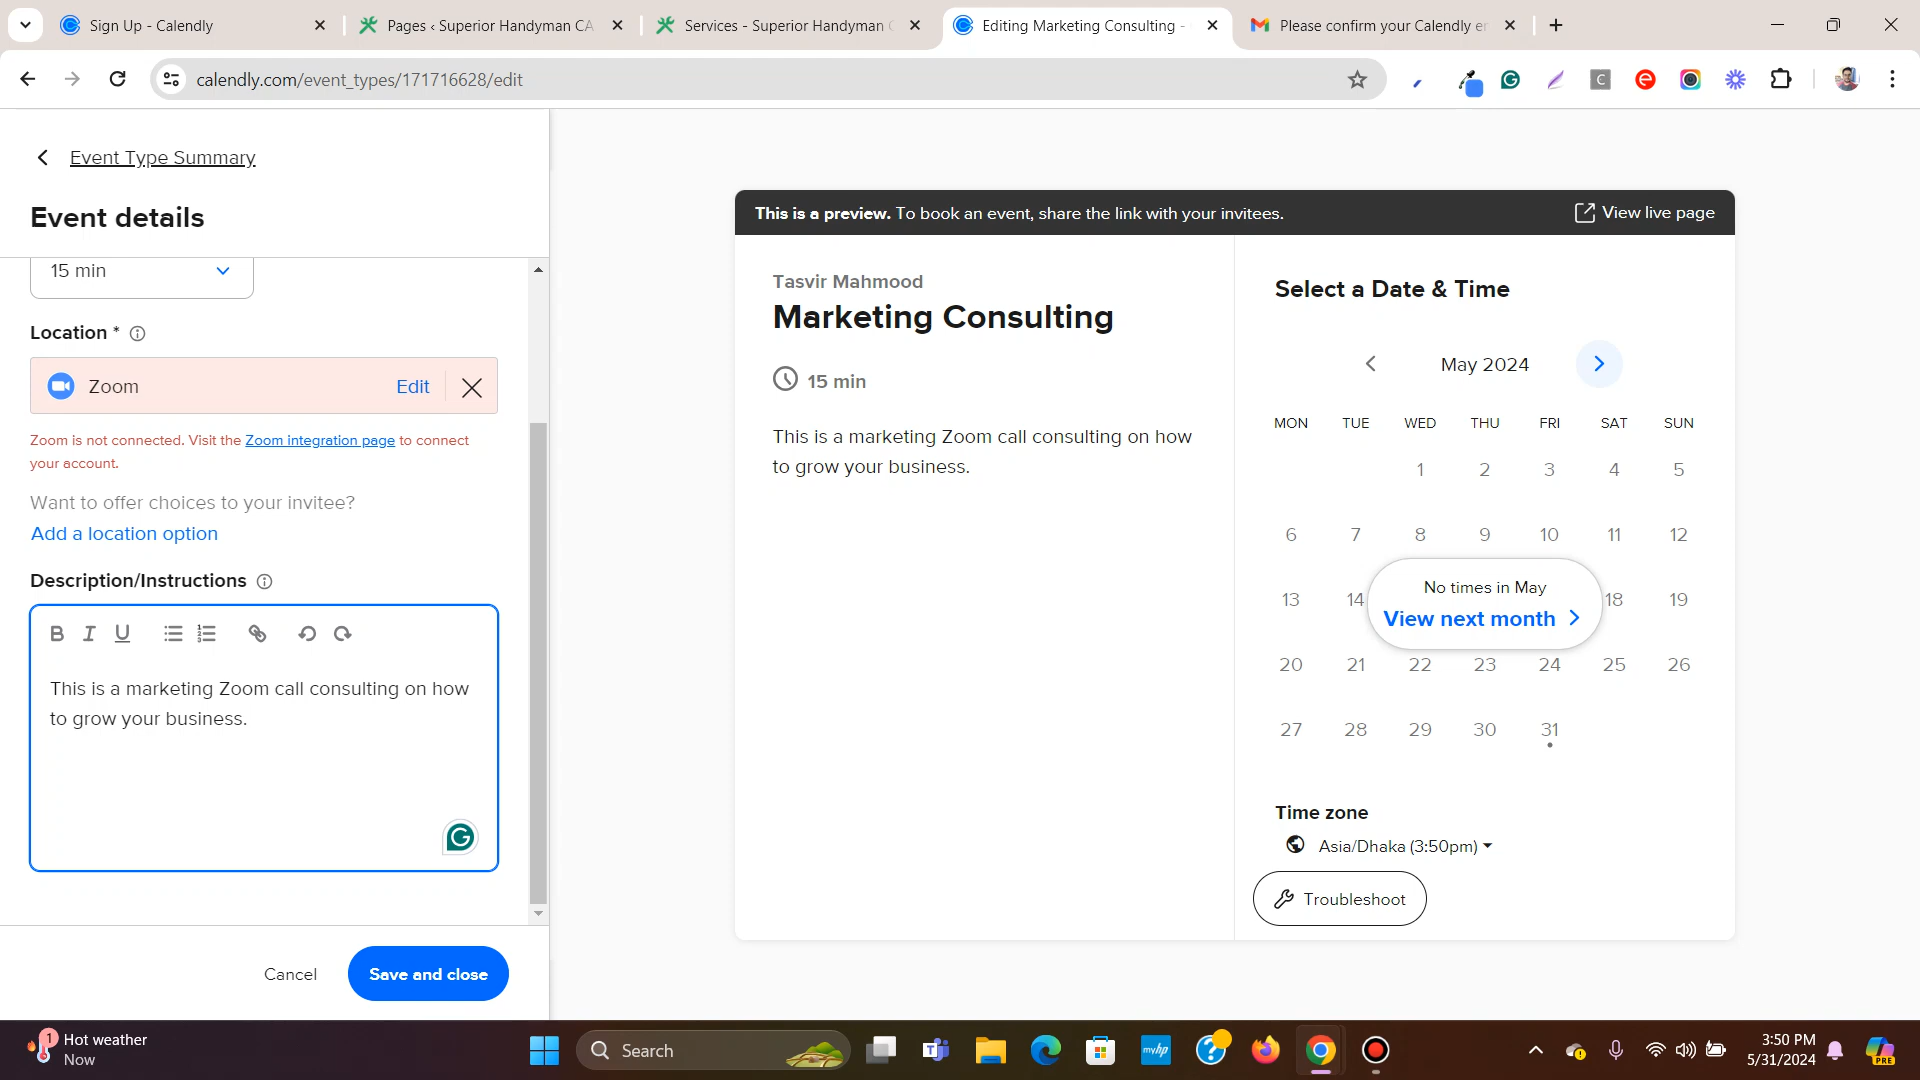 Sign Up - Calendly
Pages ‹ Superior Handyman CA
Services - Superior Handyman
Editing Marketing Consulting -
Please confirm your Calendly
calendly.com/event_types/171716628/edit
Event Type Summary
Event details
15 min
Location *
Zoom
Edit
Zoom is not connected. Visit the Zoom integration page to connect
your account.
Want to offer choices to your invitee?
Add a location option
Description/Instructions
B I U
This is a marketing Zoom call consulting on how
to grow your business.
Cancel
Save and close
This is a preview. To book an event, share the link with your invitees.
View live page
Tasvir Mahmood
Marketing Consulting
15 min
This is a marketing Zoom call consulting on how
to grow your business.
Select a Date & Time
May 2024
MON TUE WED THU FRI SAT SUN
1 2 3 4 5
6 7 8 9 10 11 12
13 14 18 19
No times in May
View next month
20 21 22 23 24 25 26
27 28 29 30 31
Time zone
Asia/Dhaka (3:50pm)
Troubleshoot
1
Hot weather
Now
Search
myhp
PRE
3:50 PM
5/31/2024